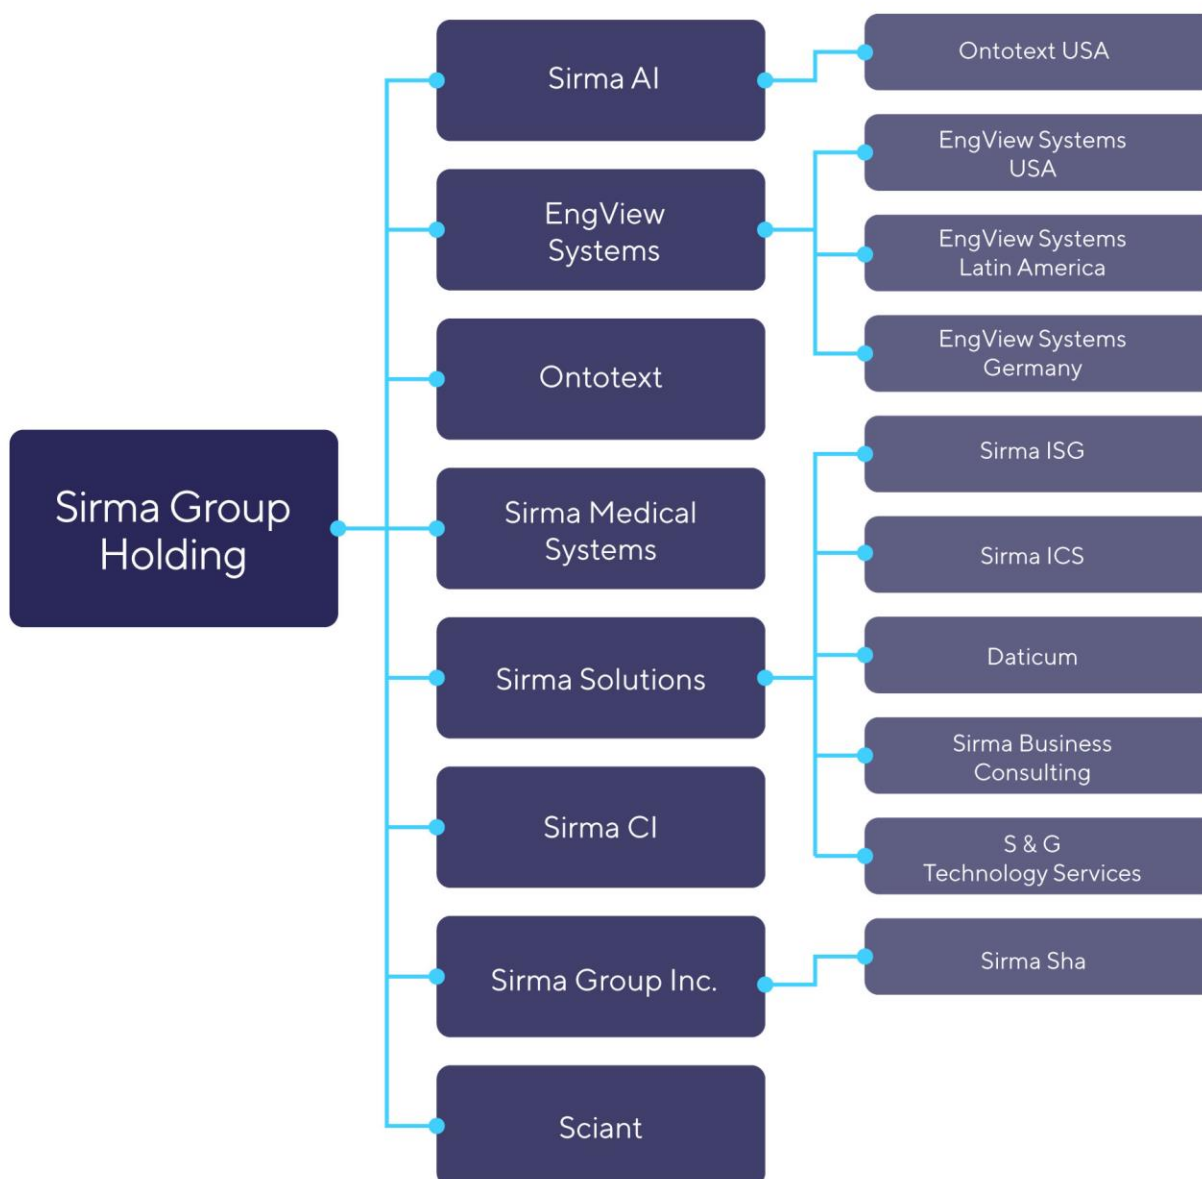 Sirma Group
Holding
Sirma AI
EngView
Systems
Ontotext
Sirma Medical
Systems
Sirma Solutions
Sirma CI
Sirma Group Inc.
Sciant
Ontotext USA
EngView Systems
USA
EngView Systems
Latin America
EngView Systems
Germany
Sirma ISG
Sirma ICS
Daticum
Sirma Business
Consulting
S & G
Technology Services
Sirma Sha